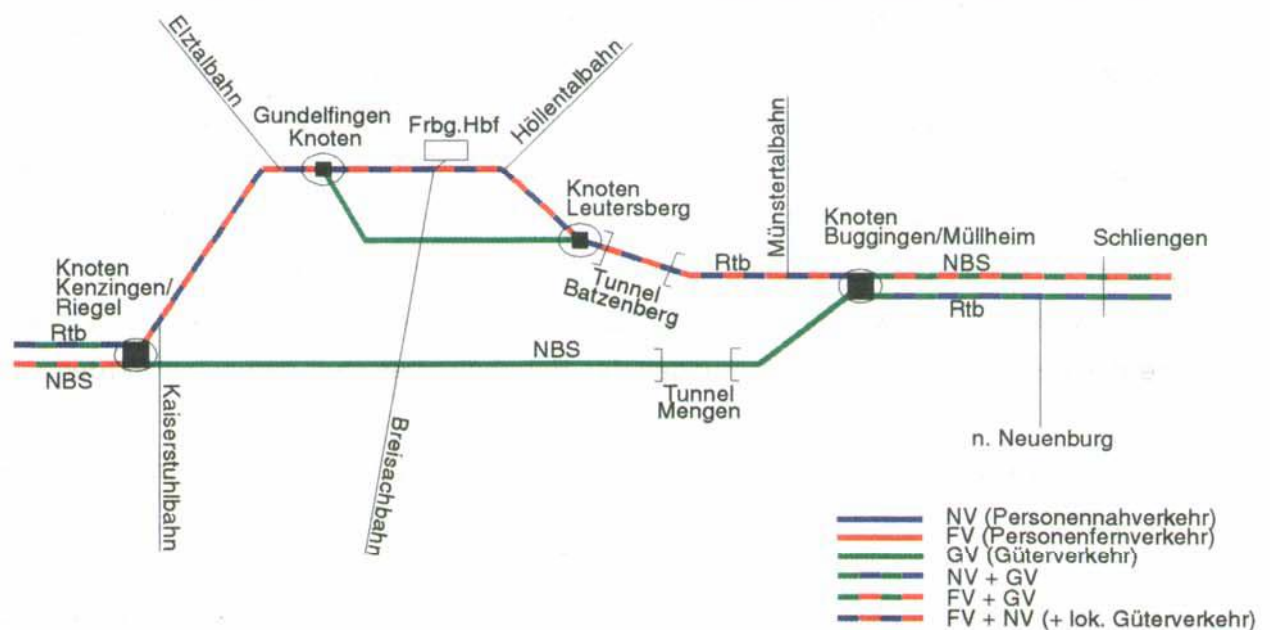 Elztalbahn
Gundelfingen
Knoten
Frbg.Hbf
Höllentalbahn
Knoten
Leutersberg
Münstertalbahn
Knoten
Buggingen/Müllheim
Schliengen
Knoten
Kenzingen/
Riegel
Rtb
NBS
Tunnel
Batzenberg
Rtb
NBS
Rtb
NBS
Tunnel
Mengen
Kaiserstuhlbahn
Breisachbahn
n. Neuenburg
NV (Personennahverkehr)
FV (Personenfernverkehr)
GV (Güterverkehr)
NV + GV
FV + GV
FV + NV (+ lok. Güterverkehr)